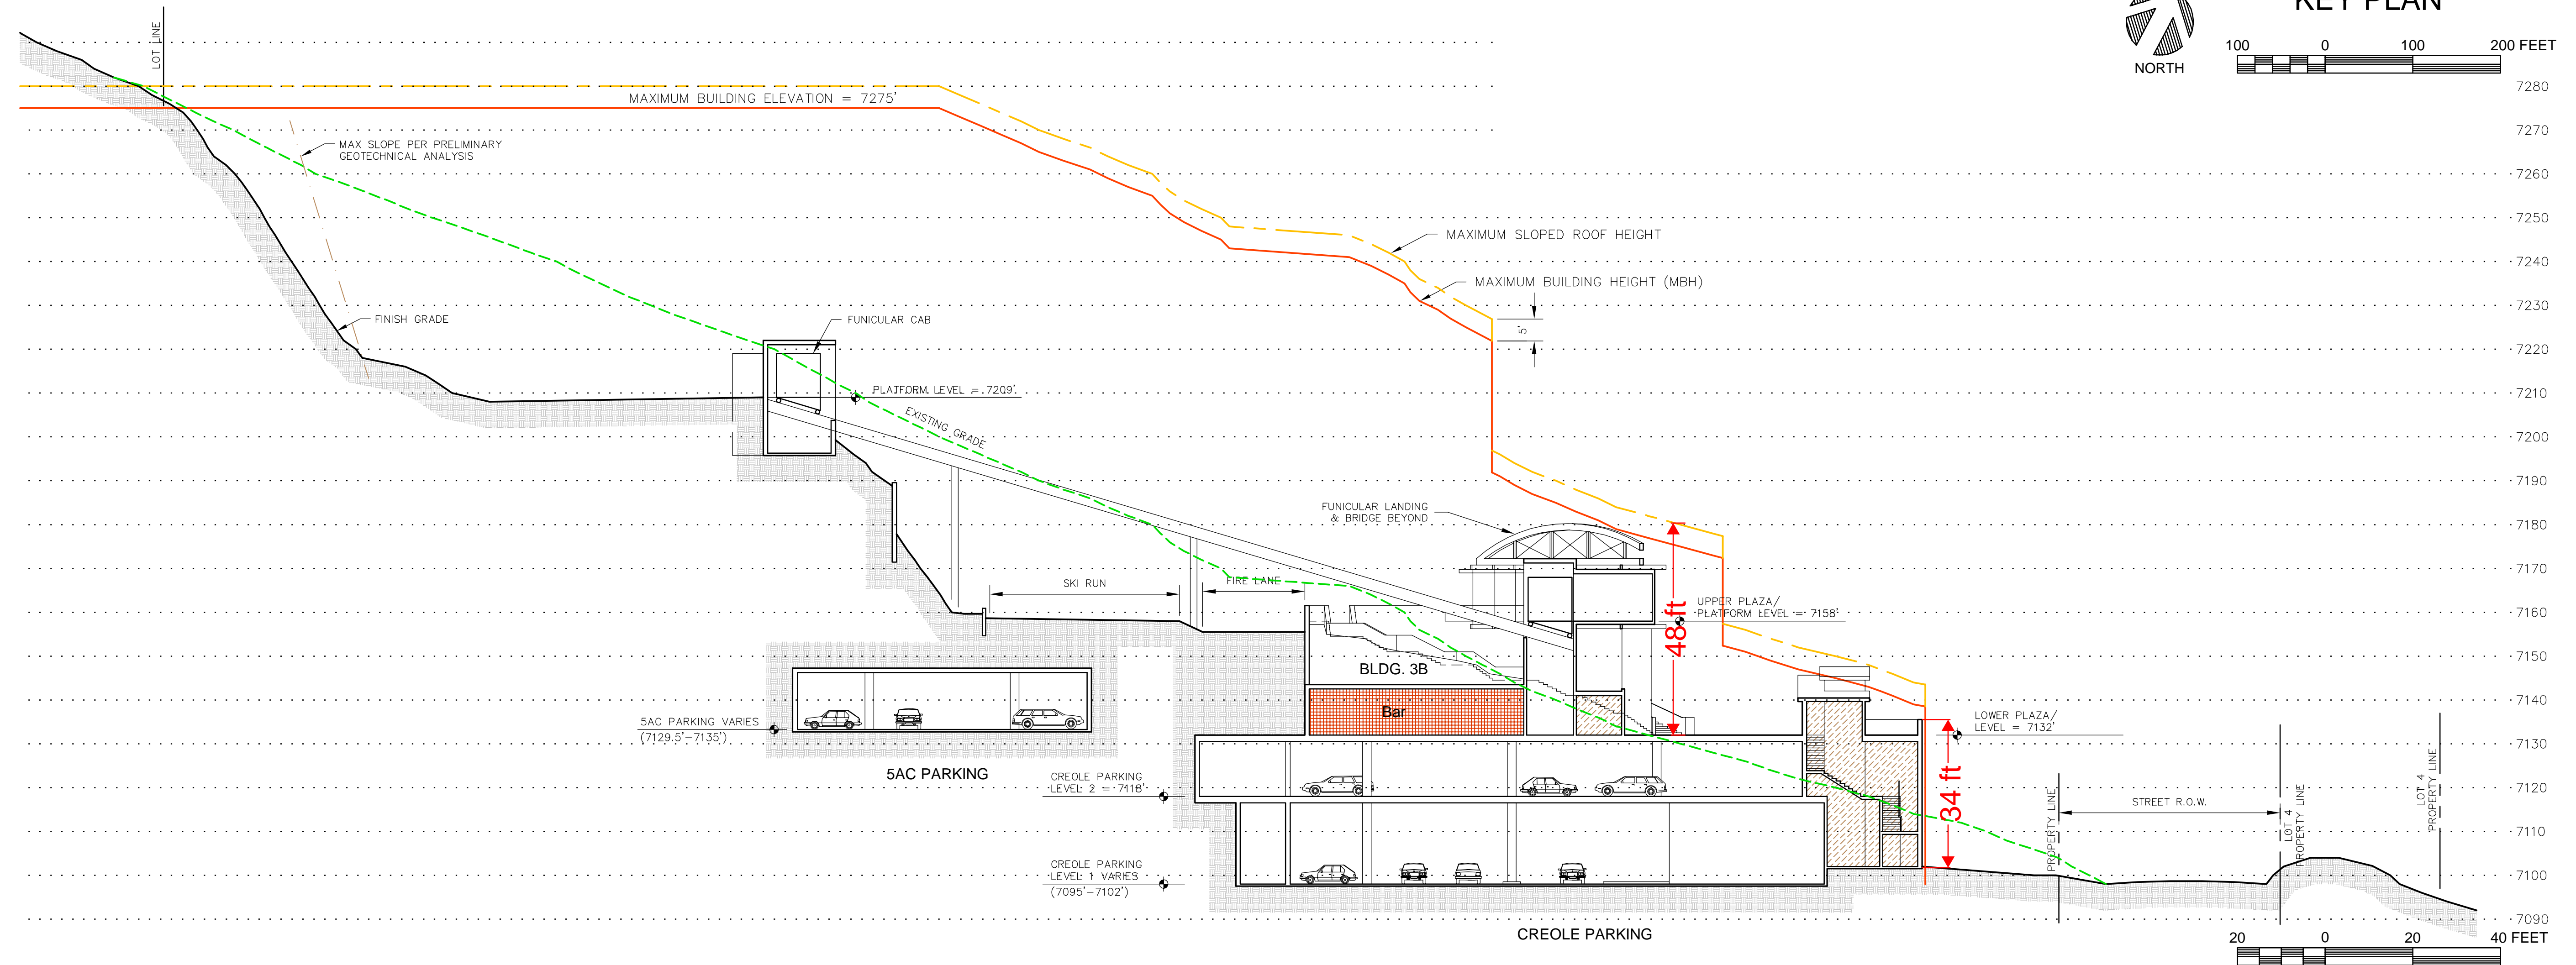 KEY PLAN
NORTH
100 0 100 200 FEET
LOT LINE
7280
MAXIMUM BUILDING ELEVATION = 7275'
7270
MAX SLOPE PER PRELIMINARY
GEOTECHNICAL ANALYSIS
7260
7250
MAXIMUM SLOPED ROOF HEIGHT
7240
MAXIMUM BUILDING HEIGHT (MBH)
7230
FINISH GRADE
FUNICULAR CAB
5'
7220
PLATFORM LEVEL = 7209'
7210
EXISTING GRADE
7200
7190
FUNICULAR LANDING
& BRIDGE BEYOND
7180
7170
SKI RUN
FIRE LANE
UPPER PLAZA/
PLATFORM LEVEL = 7158'
7160
48 ft
7150
BLDG. 3B
7140
Bar
5AC PARKING VARIES
(7129.5'-7135')
LOWER PLAZA/
LEVEL = 7132'
7130
5AC PARKING
CREOLE PARKING
LEVEL 2 = 7118'
34 ft
7120
PROPERTY LINE
STREET R.O.W.
LOT 4
PROPERTY LINE
LOT 4
PROPERTY LINE
7110
CREOLE PARKING
LEVEL 1 VARIES
(7095'-7102')
7100
7090
CREOLE PARKING
20 0 20 40 FEET